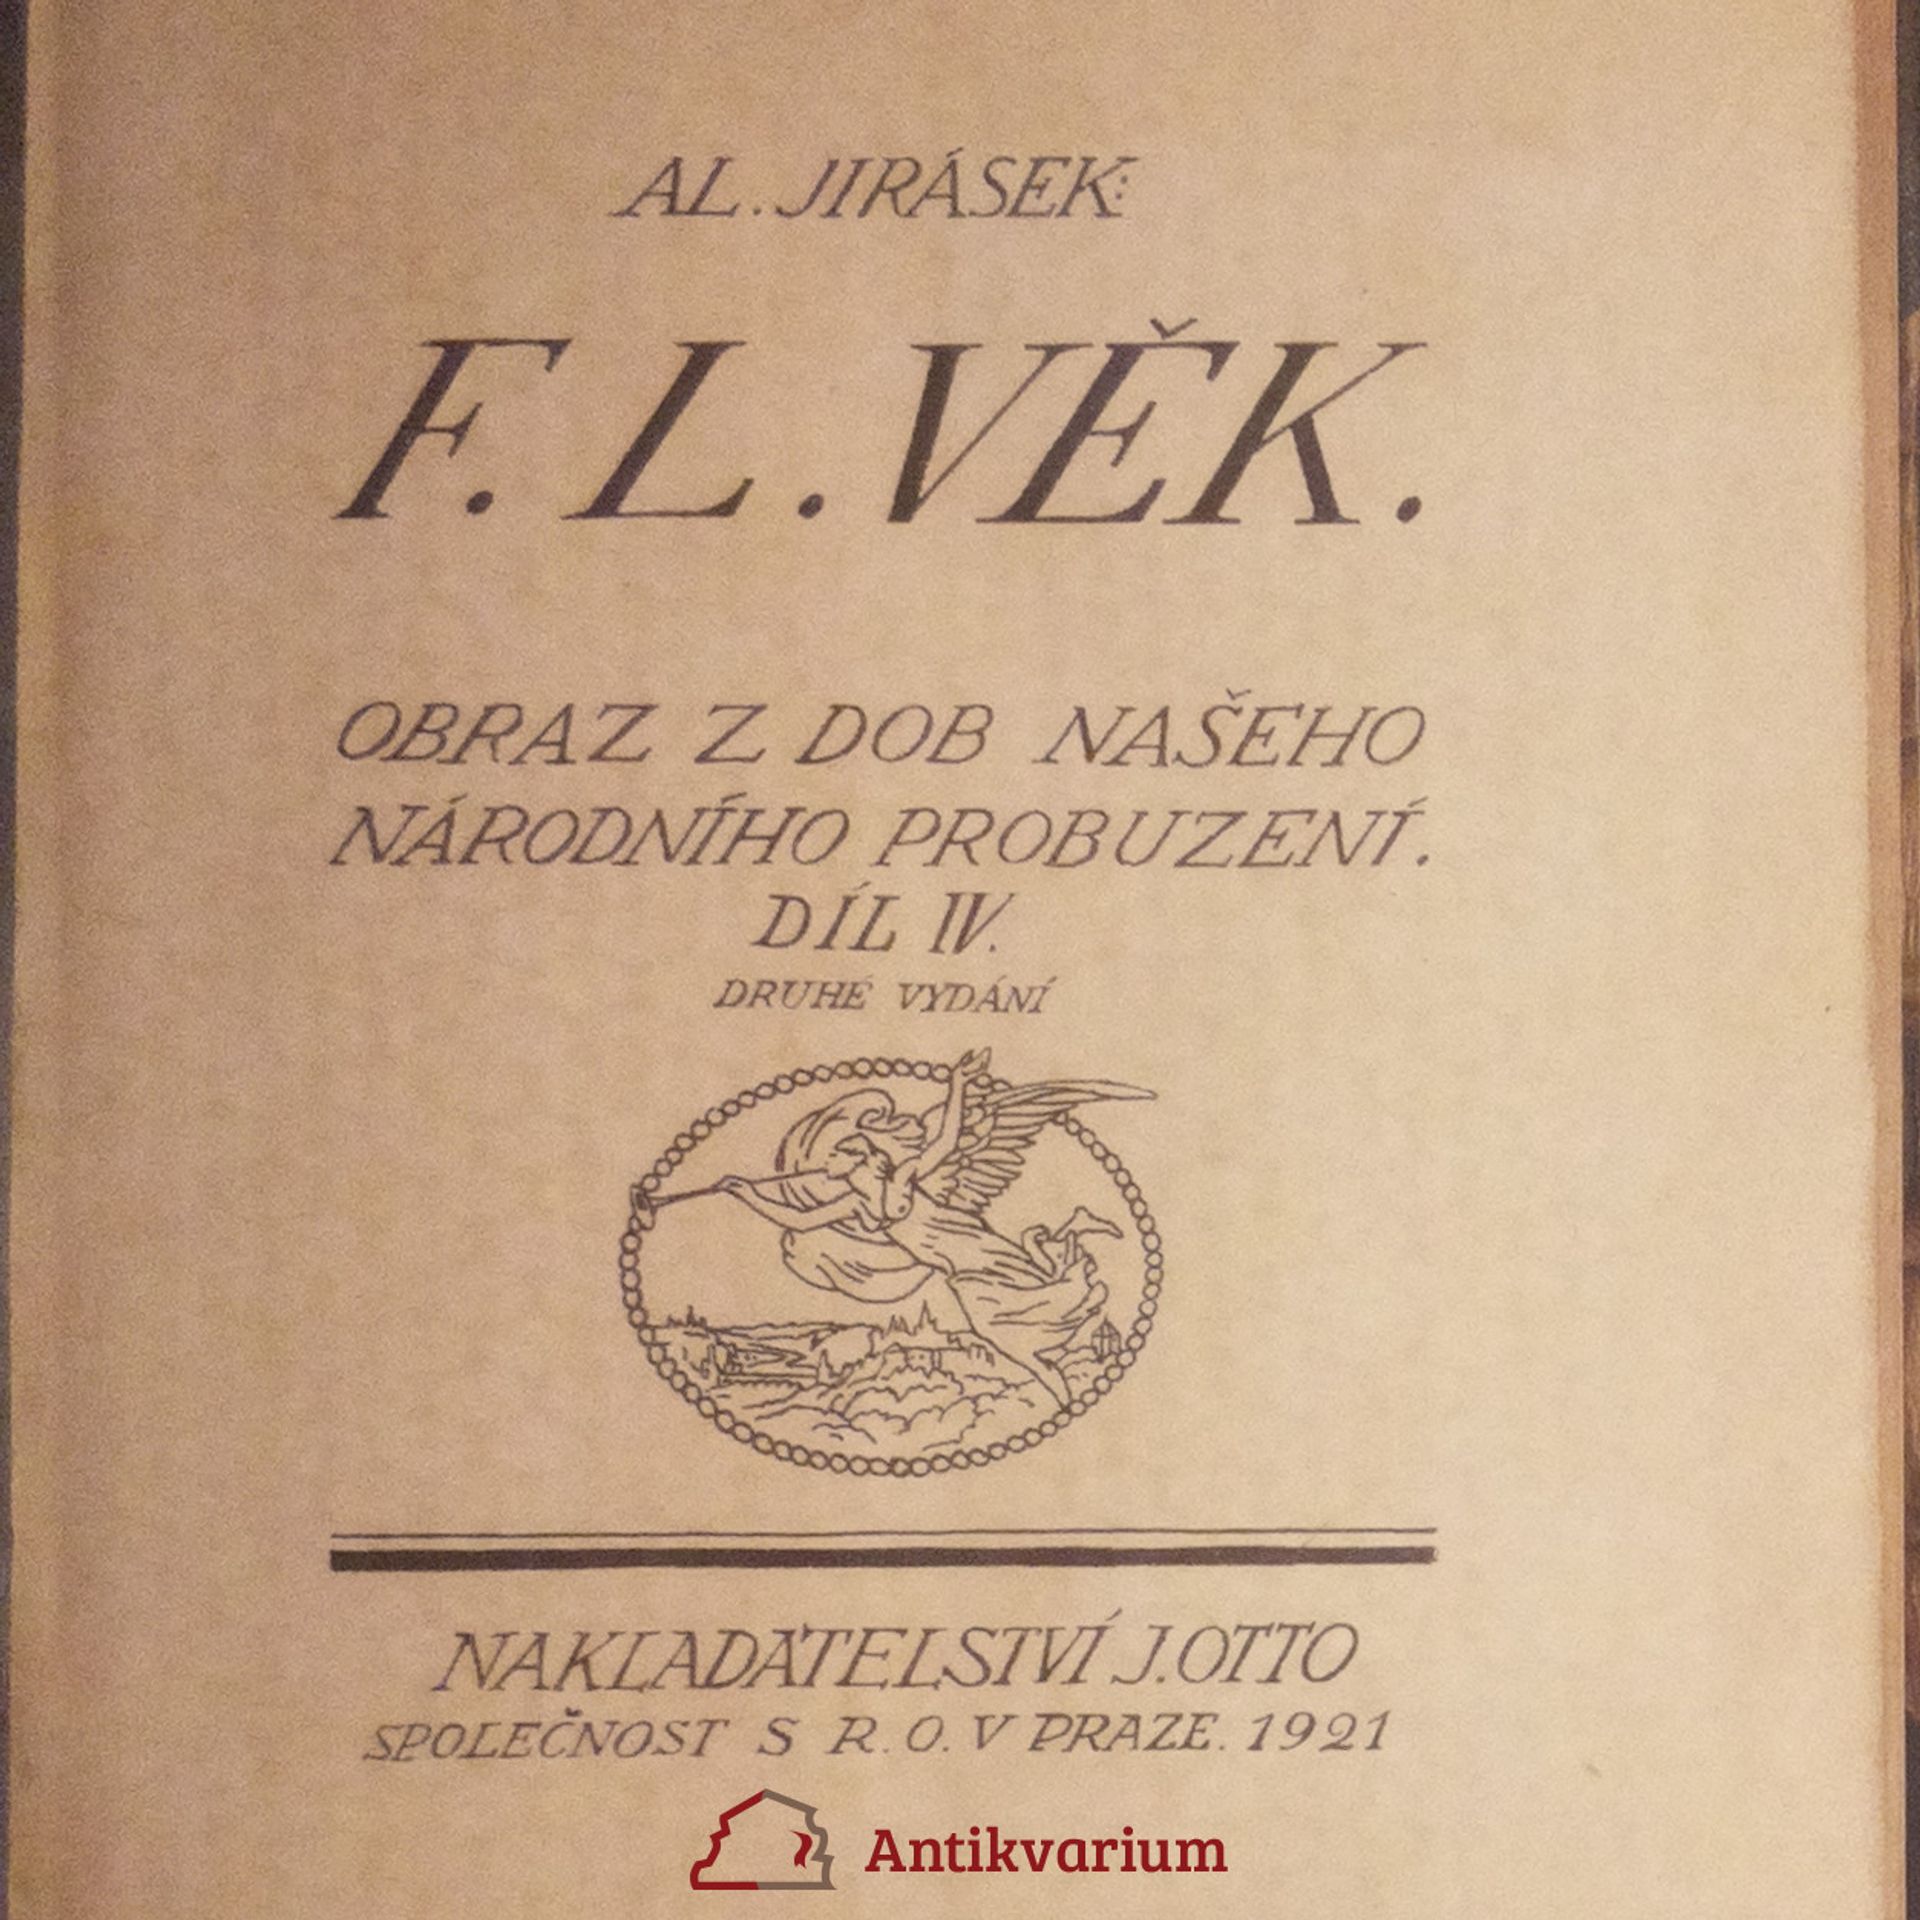 AL. JIRÁSEK:
F. L. VĚK.
OBRAZ Z DOB NAŠEHO
NÁRODNÍHO PROBUZENÍ.
DÍL IV.
DRUHÉ VYDÁNÍ
NAKLADATELSTVÍ J. OTTO
SPOLEČNOST S R. O. V PRAZE. 1921
Antikvarium